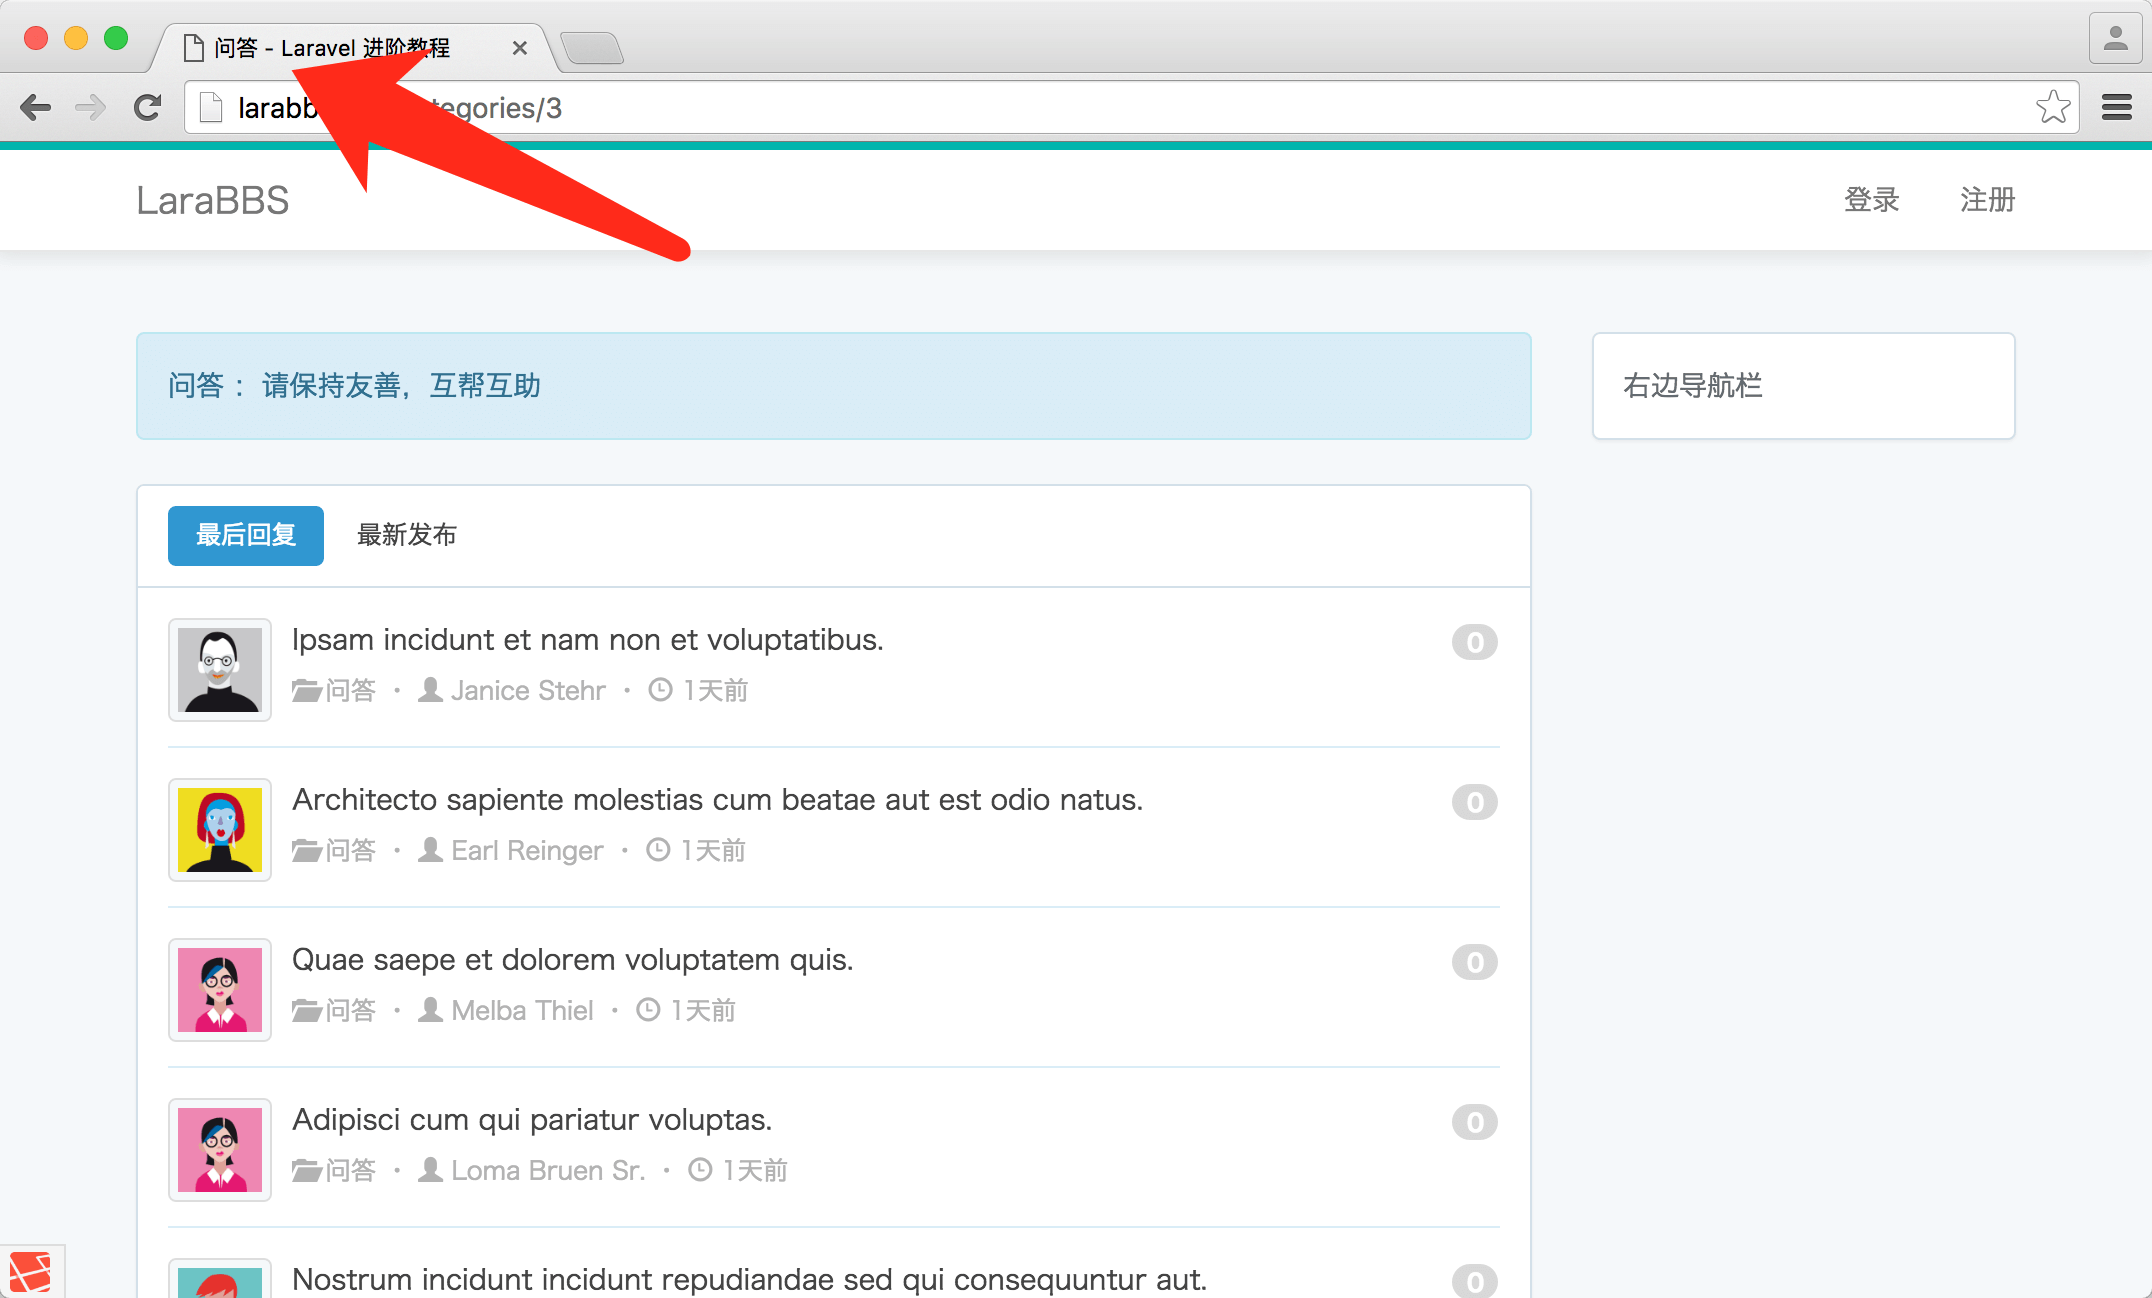 问答 - Laravel 进阶教程
tegories/3
LaraBBS
登录
注册
问答 ：请保持友善，互帮互助
右边导航栏
最后回复
最新发布
Ipsam incidunt et nam non et voluptatibus.
0
问答 · Janice Stehr · 1天前
Architecto sapiente molestias cum beatae aut est odio natus.
0
问答 · Earl Reinger · 1天前
Quae saepe et dolorem voluptatem quis.
0
问答 · Melba Thiel · 1天前
Adipisci cum qui pariatur voluptas.
0
问答 · Loma Bruen Sr. · 1天前
Nostrum incidunt incidunt repudiandae sed qui consequuntur aut.
0